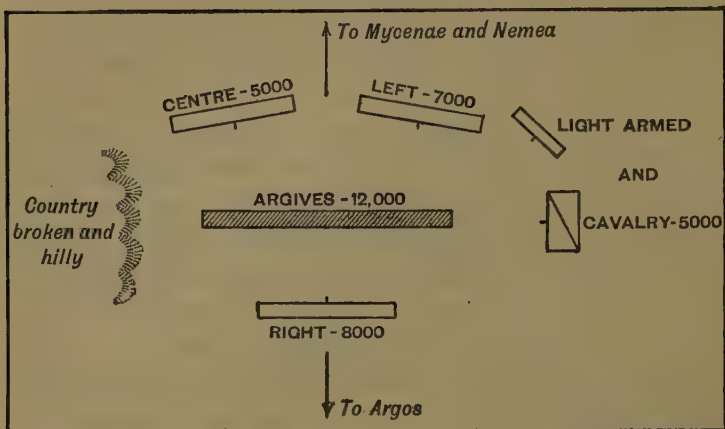 To Mycenae and Nemea
CENTRE-5000
LEFT-7000
LIGHT ARMED
AND
CAVALRY-5000
Country
broken and
hilly
ARGIVES-12,000
RIGHT-8000
To Argos